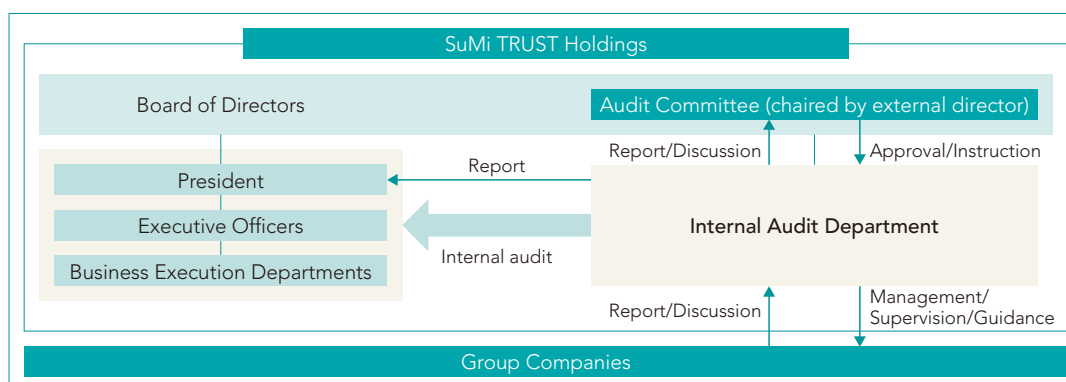 SuMi TRUST Holdings
Board of Directors
Audit Committee (chaired by external director)
Report/Discussion
Approval/Instruction
Report
President
Executive Officers
Internal Audit Department
Internal audit
Business Execution Departments
Report/Discussion
Management/
Supervision/Guidance
Group Companies